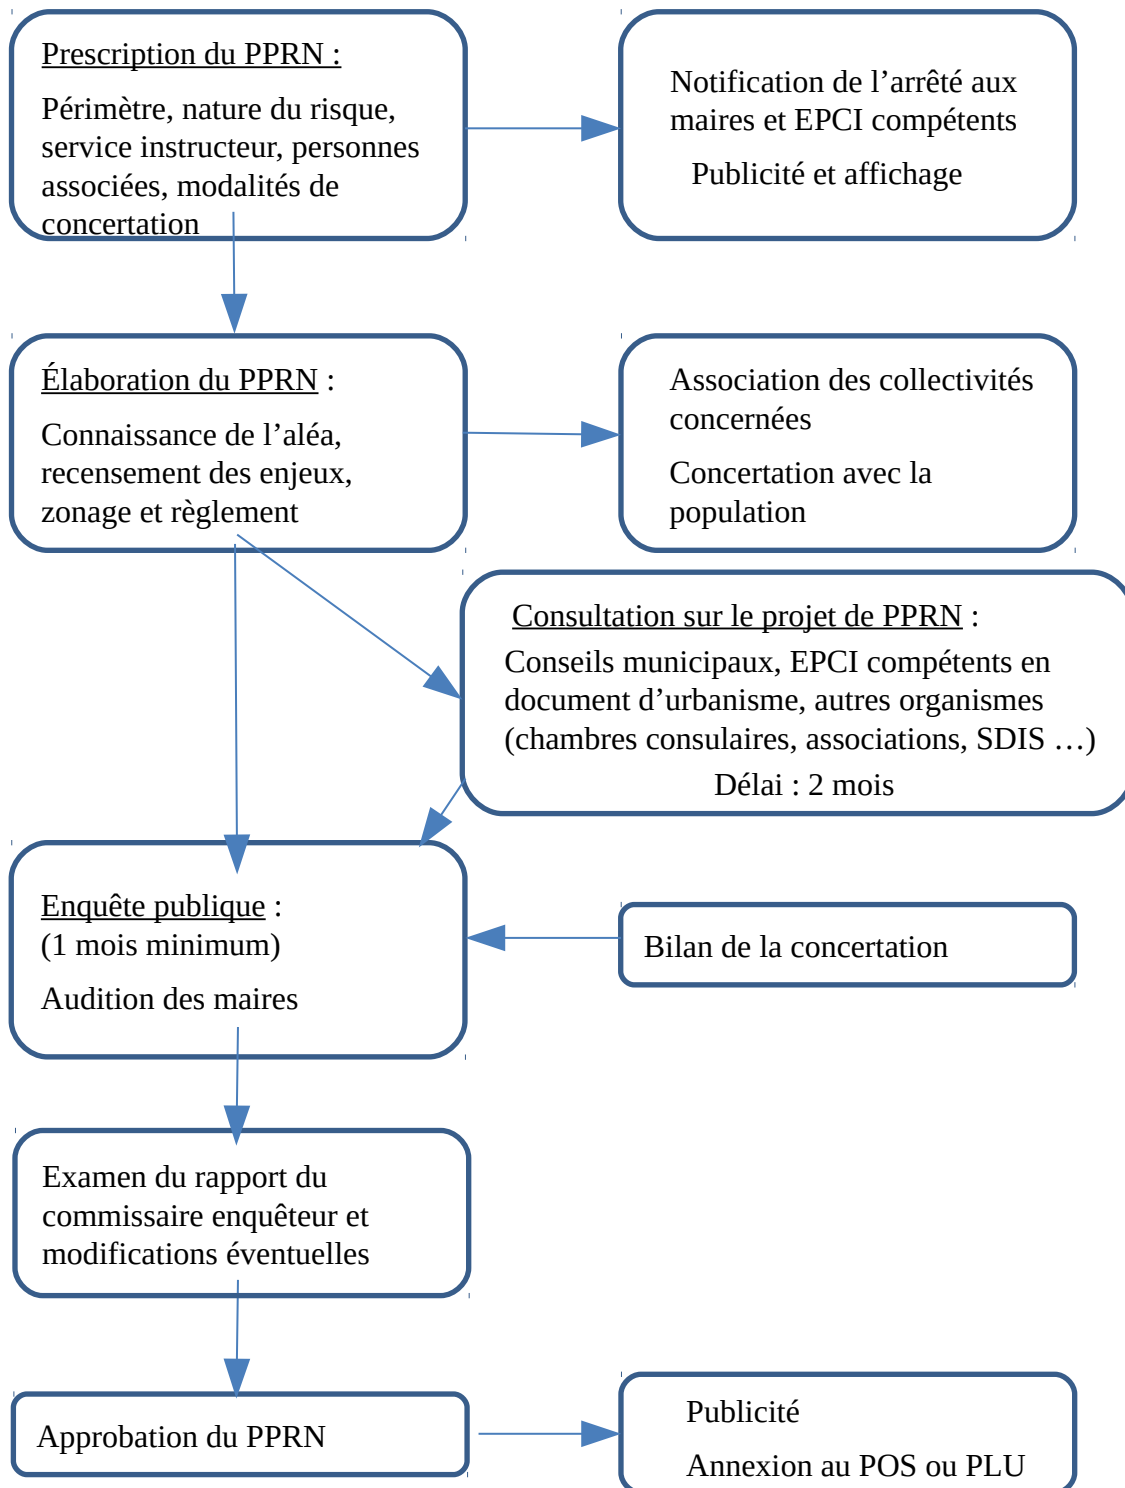 Prescription du PPRN :
Périmètre, nature du risque,
service instructeur, personnes
associées, modalités de
concertation
Notification de l’arrêté aux
maires et EPCI compétents
Publicité et affichage
Élaboration du PPRN :
Connaissance de l’aléa,
recensement des enjeux,
zonage et règlement
Association des collectivités
concernées
Concertation avec la
population
Consultation sur le projet de PPRN :
Conseils municipaux, EPCI compétents en
document d’urbanisme, autres organismes
(chambres consulaires, associations, SDIS …)
Délai : 2 mois
Enquête publique :
(1 mois minimum)
Audition des maires
Bilan de la concertation
Examen du rapport du
commissaire enquêteur et
modifications éventuelles
Approbation du PPRN
Publicité
Annexion au POS ou PLU